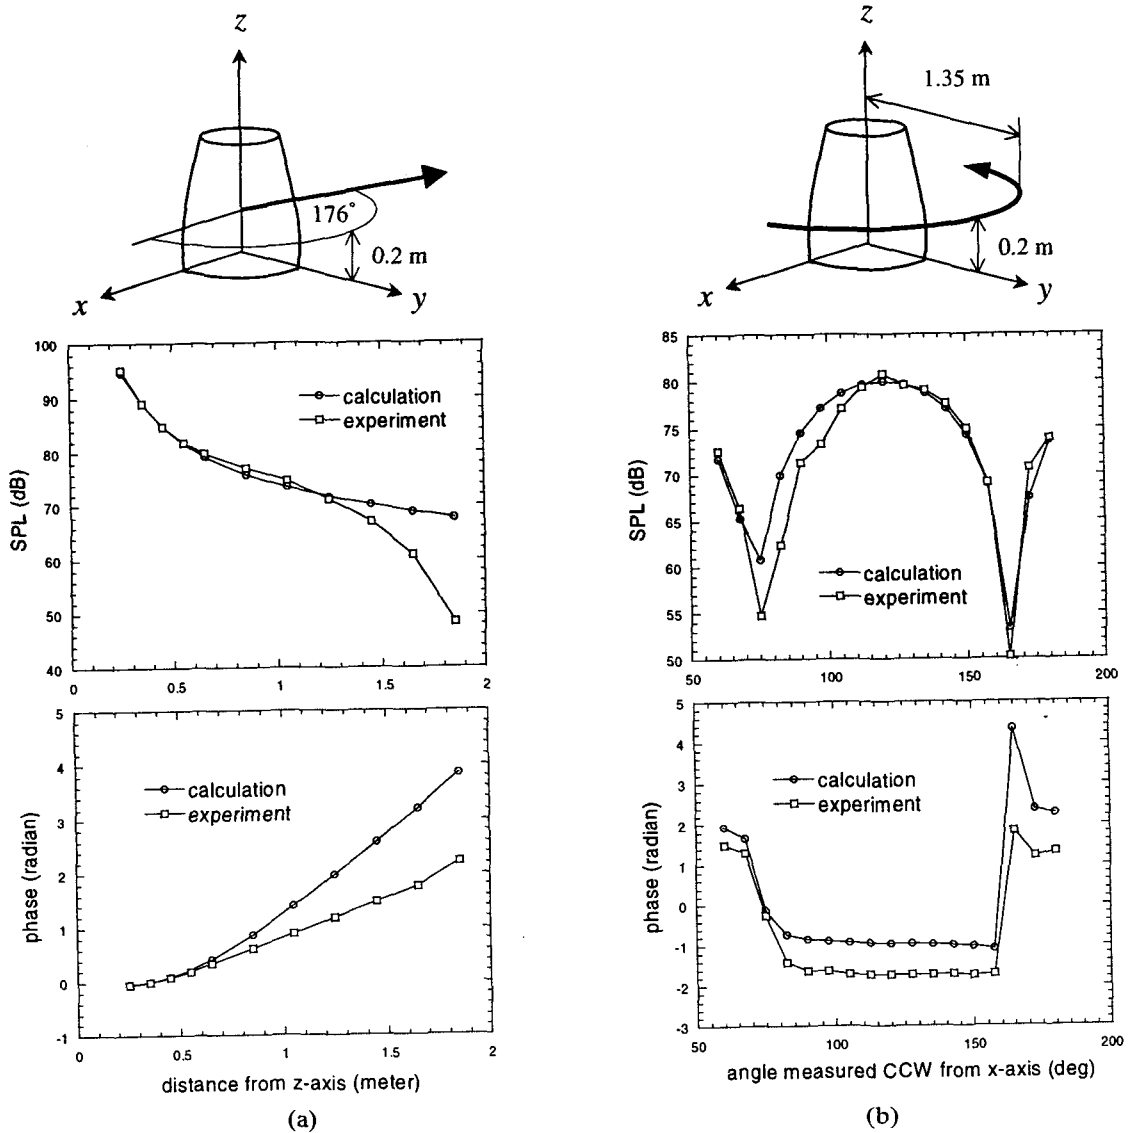 z
176°
0.2 m
x
y
z
1.35 m
0.2 m
x
y
100
90
80
70
60
50
40
SPL (dB)
calculation
experiment
0
0.5
1
1.5
2
85
80
75
70
65
60
55
50
SPL (dB)
calculation
experiment
50
100
150
200
5
4
3
2
1
0
-1
phase (radian)
calculation
experiment
0
0.5
1
1.5
2
distance from z-axis (meter)
(a)
5
4
3
2
1
0
-1
-2
-3
phase (radian)
calculation
experiment
50
100
150
200
angle measured CCW from x-axis (deg)
(b)